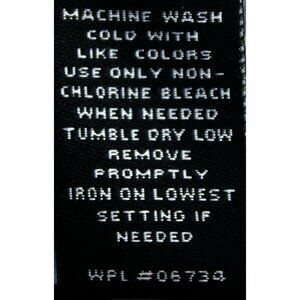 MACHINE WASH
COLD WITH
LIKE COLORS
USE ONLY NON-
CHLORINE BLEACH
WHEN NEEDED
TUMBLE DRY LOW
REMOVE
PROMPTLY
IRON ON LOWEST
SETTING IF
NEEDED
WPL #06734